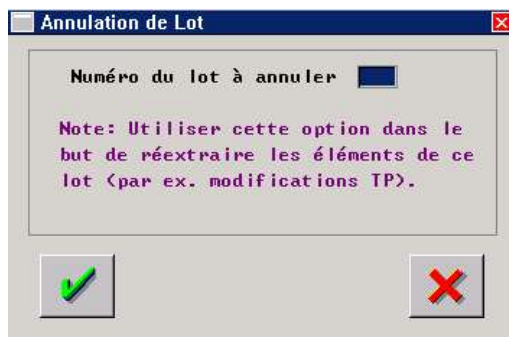 Annulation de Lot
Numéro du lot à annuler
Note: Utiliser cette option dans le
but de réextraire les éléments de ce
lot (par ex. modifications TP).